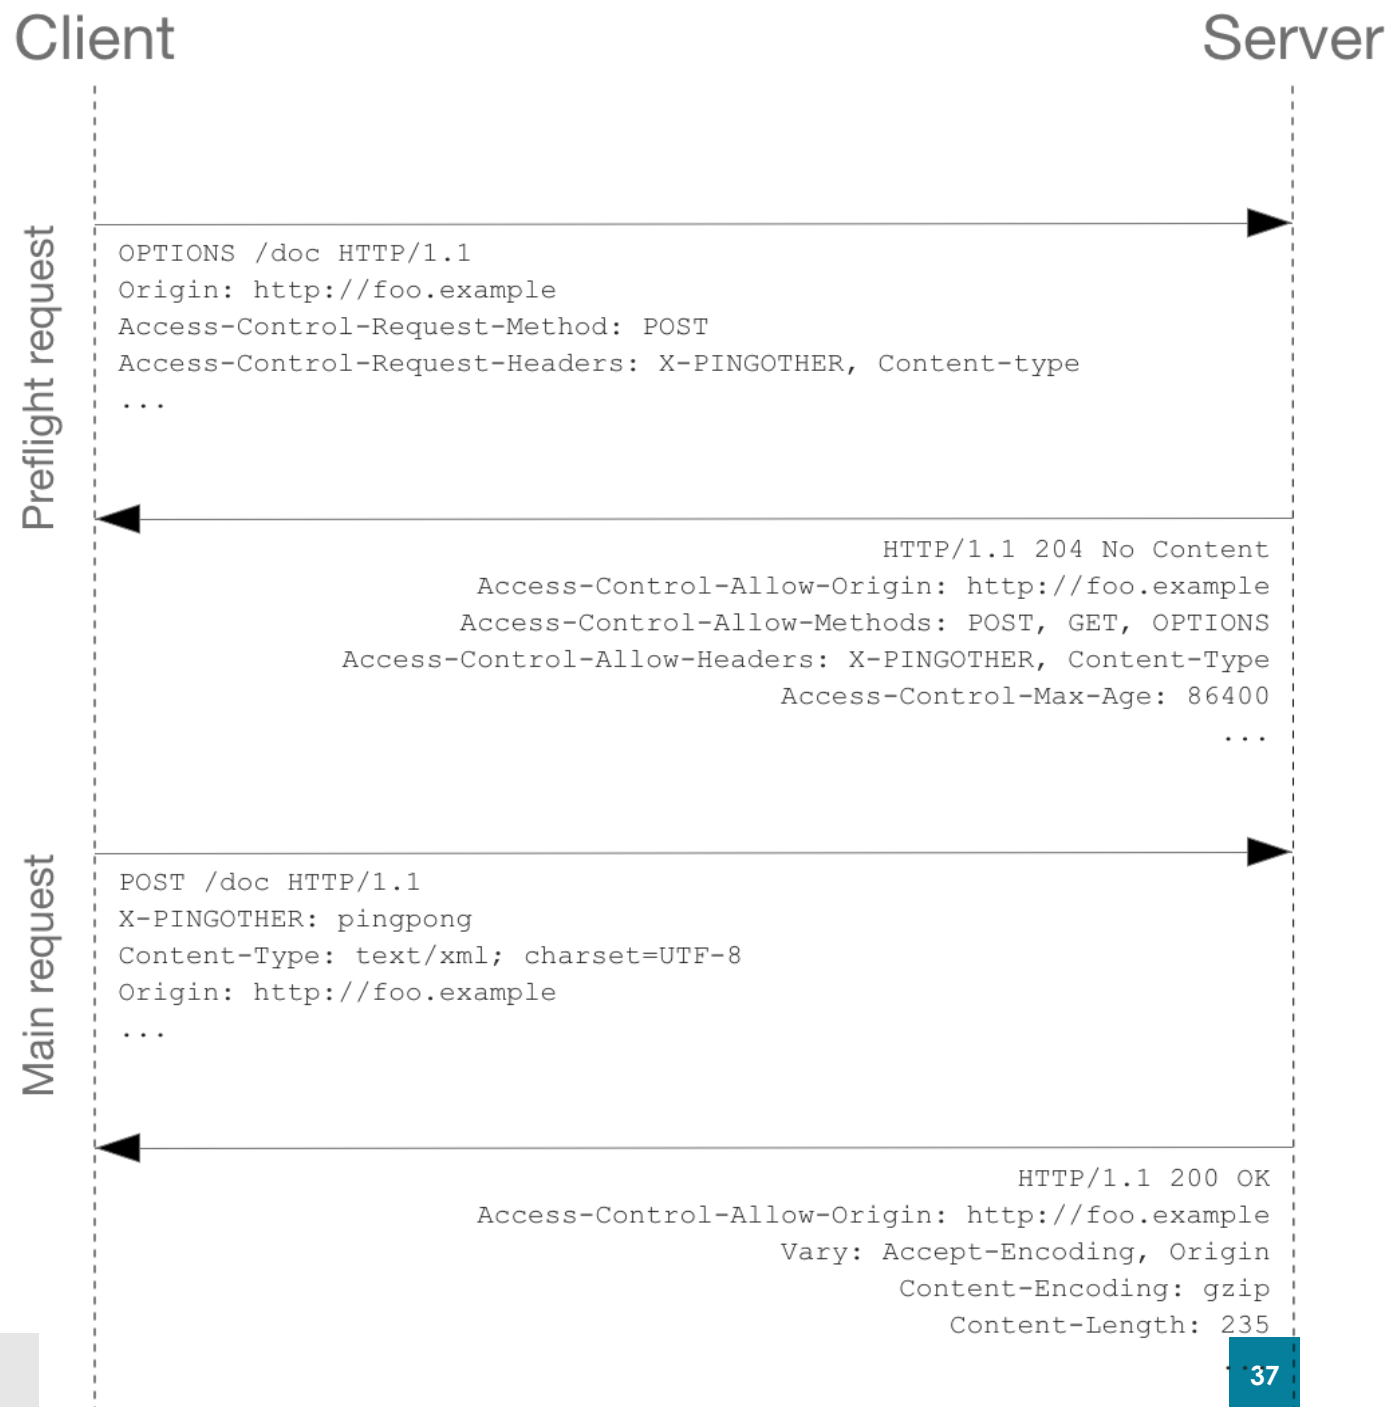 Client
Server
Preflight request
OPTIONS /doc HTTP/1.1
Origin: http://foo.example
Access-Control-Request-Method: POST
Access-Control-Request-Headers: X-PINGOTHER, Content-type
...
HTTP/1.1 204 No Content
Access-Control-Allow-Origin: http://foo.example
Access-Control-Allow-Methods: POST, GET, OPTIONS
Access-Control-Allow-Headers: X-PINGOTHER, Content-Type
Access-Control-Max-Age: 86400
...
Main request
POST /doc HTTP/1.1
X-PINGOTHER: pingpong
Content-Type: text/xml; charset=UTF-8
Origin: http://foo.example
...
HTTP/1.1 200 OK
Access-Control-Allow-Origin: http://foo.example
Vary: Accept-Encoding, Origin
Content-Encoding: gzip
Content-Length: 235
...
37